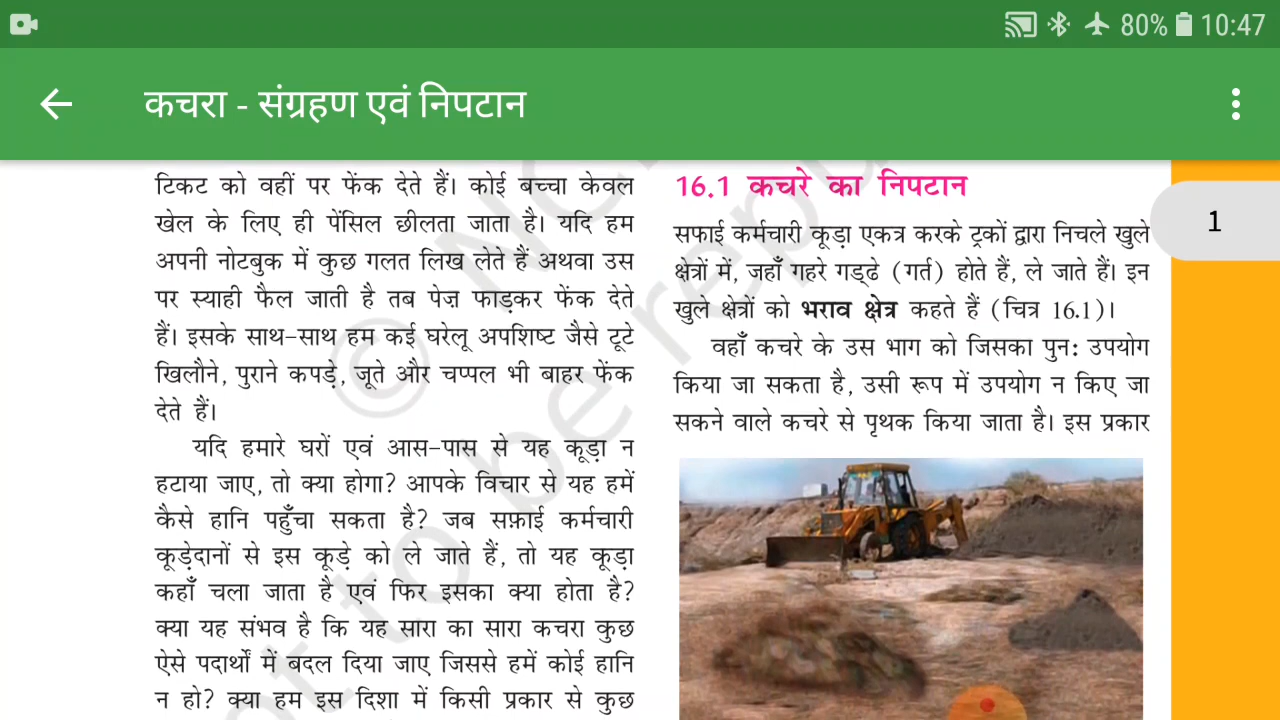 80% 10:47
कचरा - संग्रहण एवं निपटान
टिकट को वहीं पर फेंक देते हैं। कोई बच्चा केवल
खेल के लिए ही पेंसिल छीलता जाता है। यदि हम
अपनी नोटबुक में कुछ गलत लिख लेते हैं अथवा उस
पर स्याही फैल जाती है तब पेज़ फाड़कर फेंक देते
हैं। इसके साथ-साथ हम कई घरेलू अपशिष्ट जैसे टूटे
खिलौने, पुराने कपड़े, जूते और चप्पल भी बाहर फेंक
देते हैं।
यदि हमारे घरों एवं आस-पास से यह कूड़ा न
हटाया जाए, तो क्या होगा? आपके विचार से यह हमें
कैसे हानि पहुँचा सकता है? जब सफ़ाई कर्मचारी
कूड़ेदानों से इस कूड़े को ले जाते हैं, तो यह कूड़ा
कहाँ चला जाता है एवं फिर इसका क्या होता है?
क्या यह संभव है कि यह सारा का सारा कचरा कुछ
ऐसे पदार्थों में बदल दिया जाए जिससे हमें कोई हानि
न हो? क्या हम इस दिशा में किसी प्रकार से कुछ
16.1 कचरे का निपटान
सफाई कर्मचारी कूड़ा एकत्र करके ट्रकों द्वारा निचले खुले
क्षेत्रों में, जहाँ गहरे गड्ढे (गर्त) होते हैं, ले जाते हैं। इन
खुले क्षेत्रों को भराव क्षेत्र कहते हैं (चित्र 16.1)।
वहाँ कचरे के उस भाग को जिसका पुन: उपयोग
किया जा सकता है, उसी रूप में उपयोग न किए जा
सकने वाले कचरे से पृथक किया जाता है। इस प्रकार
1